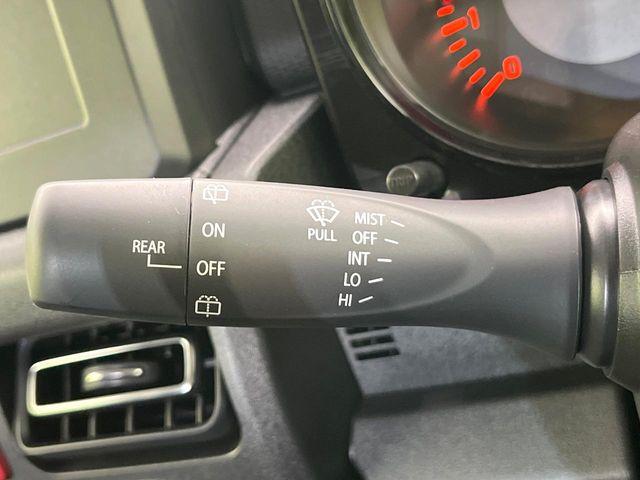 ON
REAR
OFF
PULL
MIST
OFF
INT
LO
HI